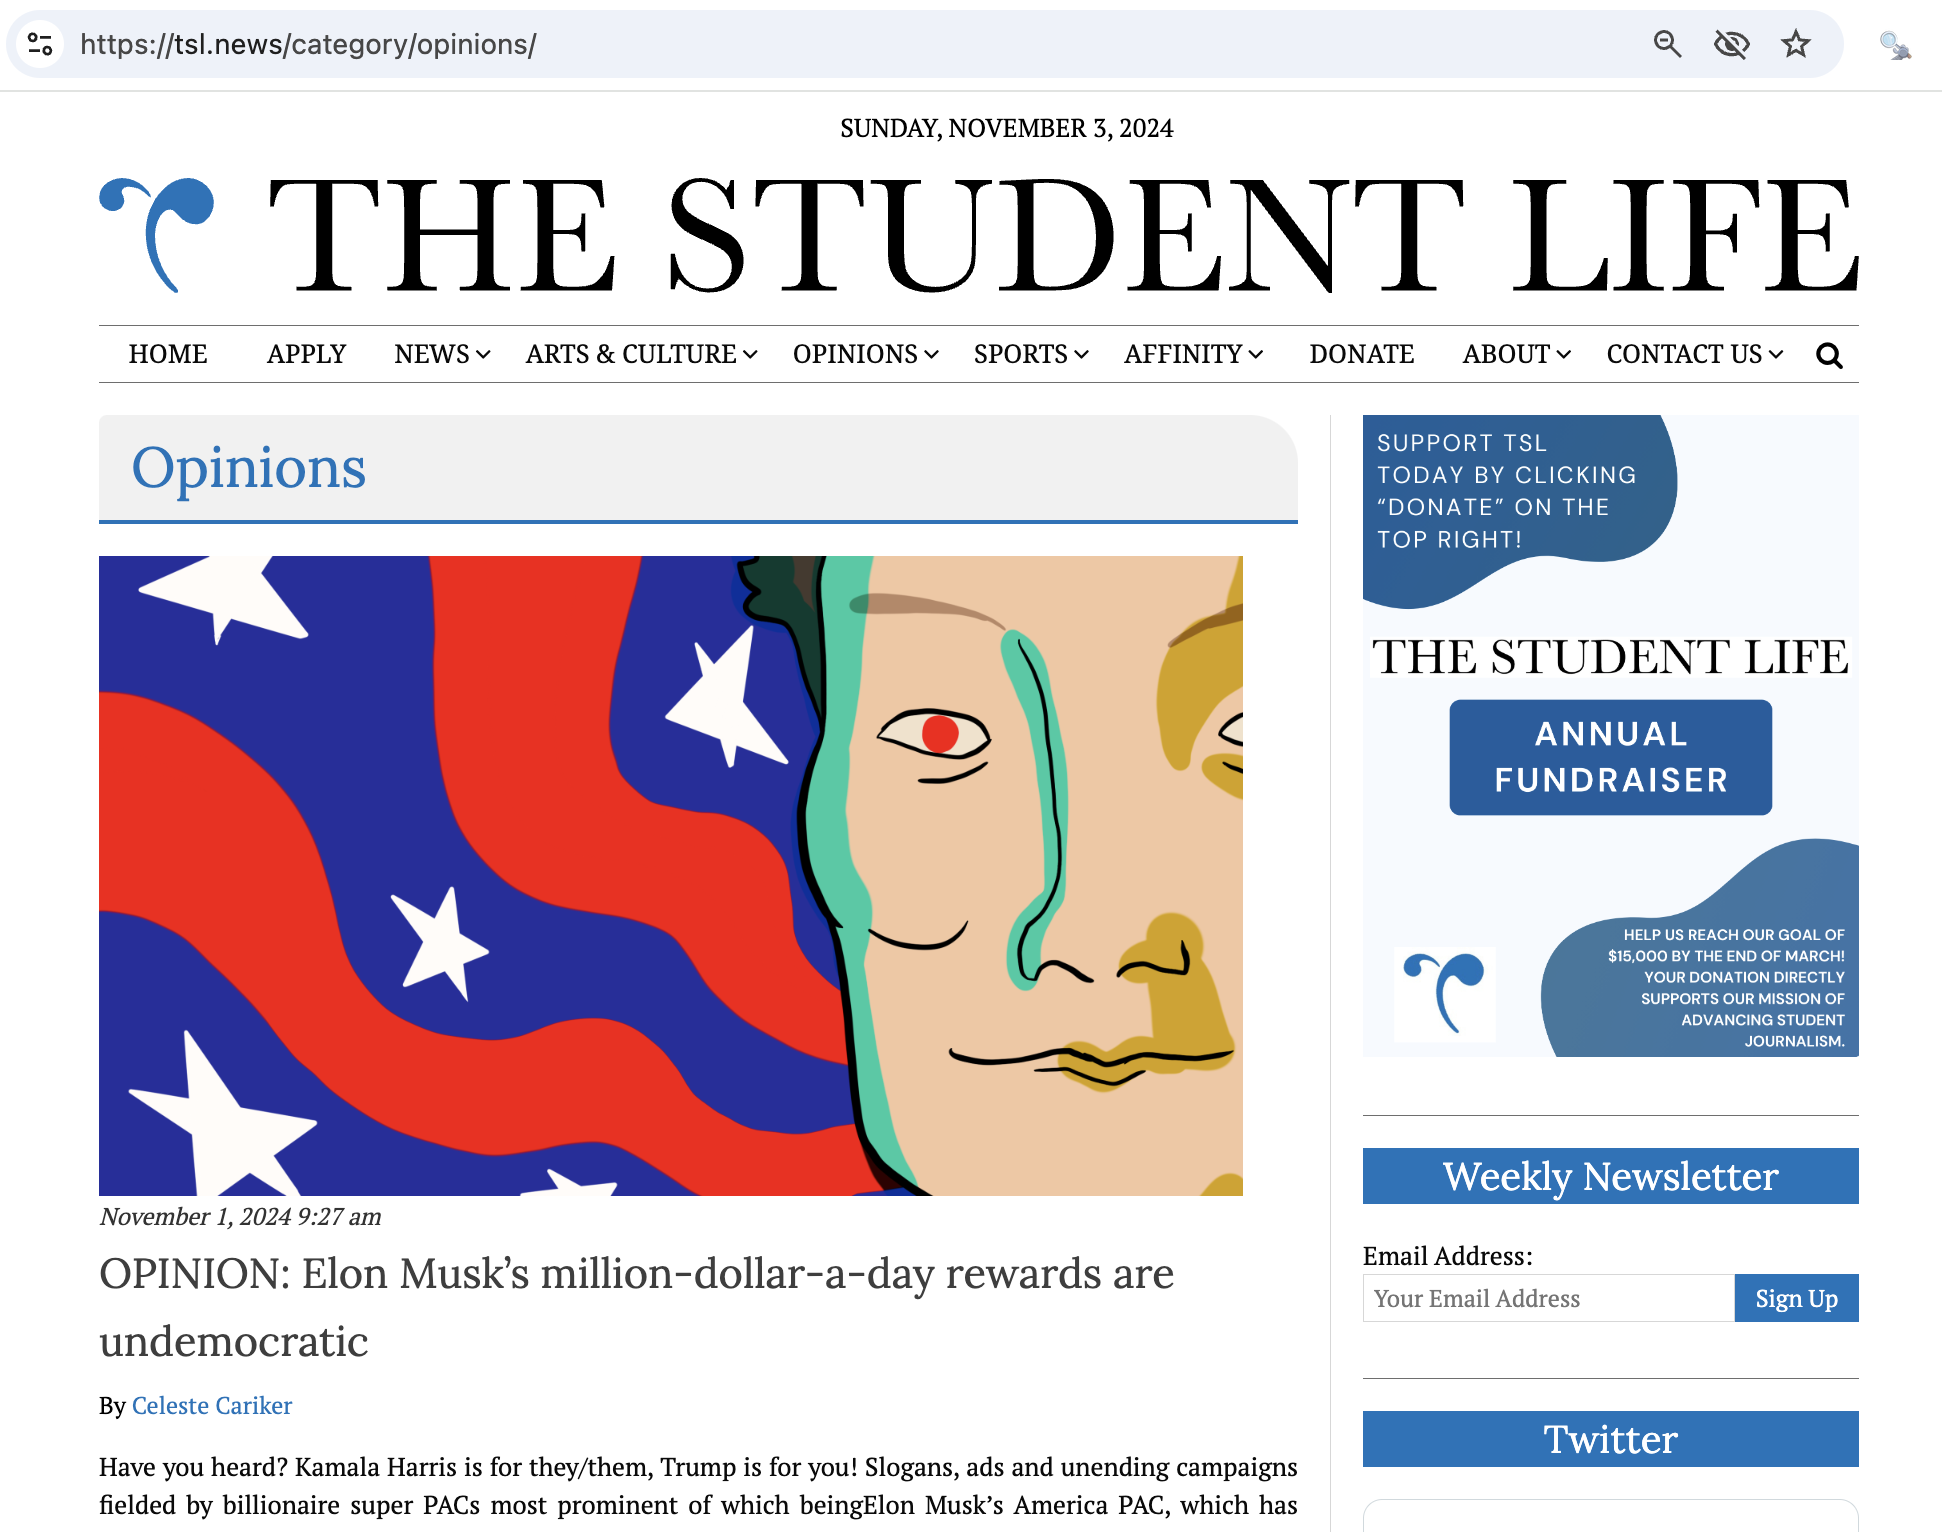 https://tsl.news/category/opinions/
SUNDAY, NOVEMBER 3, 2024
THE STUDENT LIFE
HOME APPLY NEWS ARTS & CULTURE OPINIONS SPORTS AFFINITY DONATE ABOUT CONTACT US
Opinions
November 1, 2024 9:27 am
OPINION: Elon Musk’s million-dollar-a-day rewards are
undemocratic
By Celeste Cariker
Have you heard? Kamala Harris is for they/them, Trump is for you! Slogans, ads and unending campaigns
fielded by billionaire super PACs most prominent of which beingElon Musk’s America PAC, which has
SUPPORT TSL
TODAY BY CLICKING
“DONATE” ON THE
TOP RIGHT!
THE STUDENT LIFE
ANNUAL
FUNDRAISER
HELP US REACH OUR GOAL OF
$15,000 BY THE END OF MARCH!
YOUR DONATION DIRECTLY
SUPPORTS OUR MISSION OF
ADVANCING STUDENT
JOURNALISM.
Weekly Newsletter
Email Address:
Your Email Address
Sign Up
Twitter